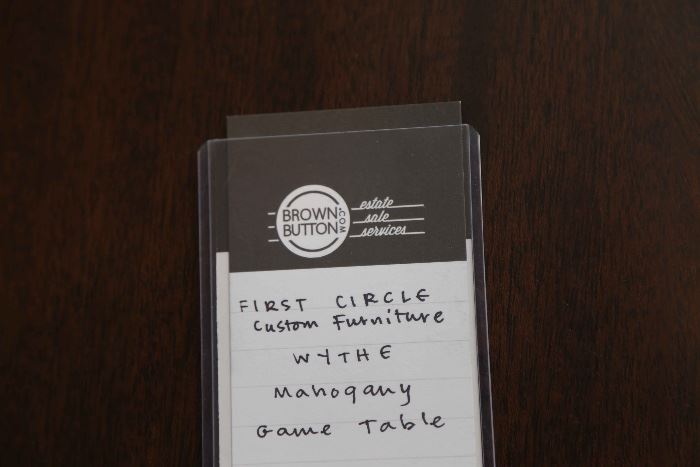 BROWN
BUTTON
.COM
estate
sale
services
FIRST CIRCLE
Custom Furniture
WYTHE
Mahogany
Game Table